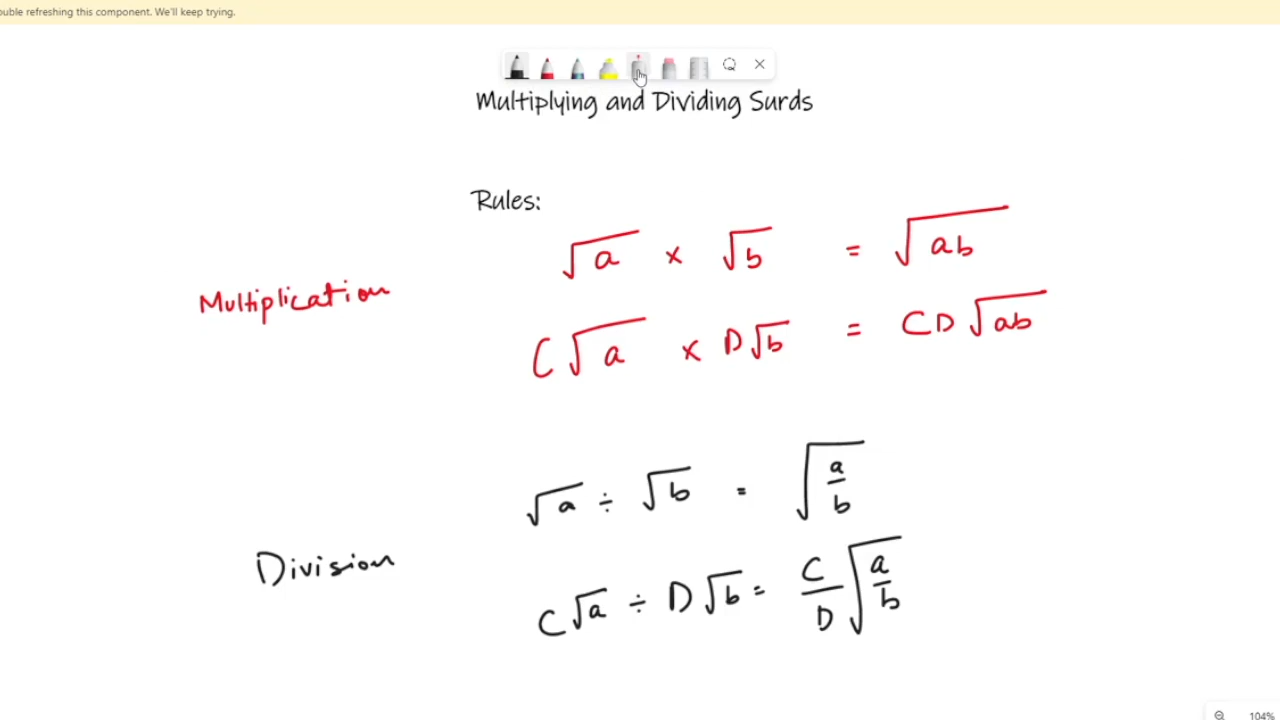 ouble refreshing this component. We'll keep trying.
Multiplying and Dividing Surds
Rules:
√a × √b = √ab
Multiplication
C√a × D√b = CD√ab
√a ÷ √b = √(a/b)
Division
C√a ÷ D√b = C/D √(a/b)
104%